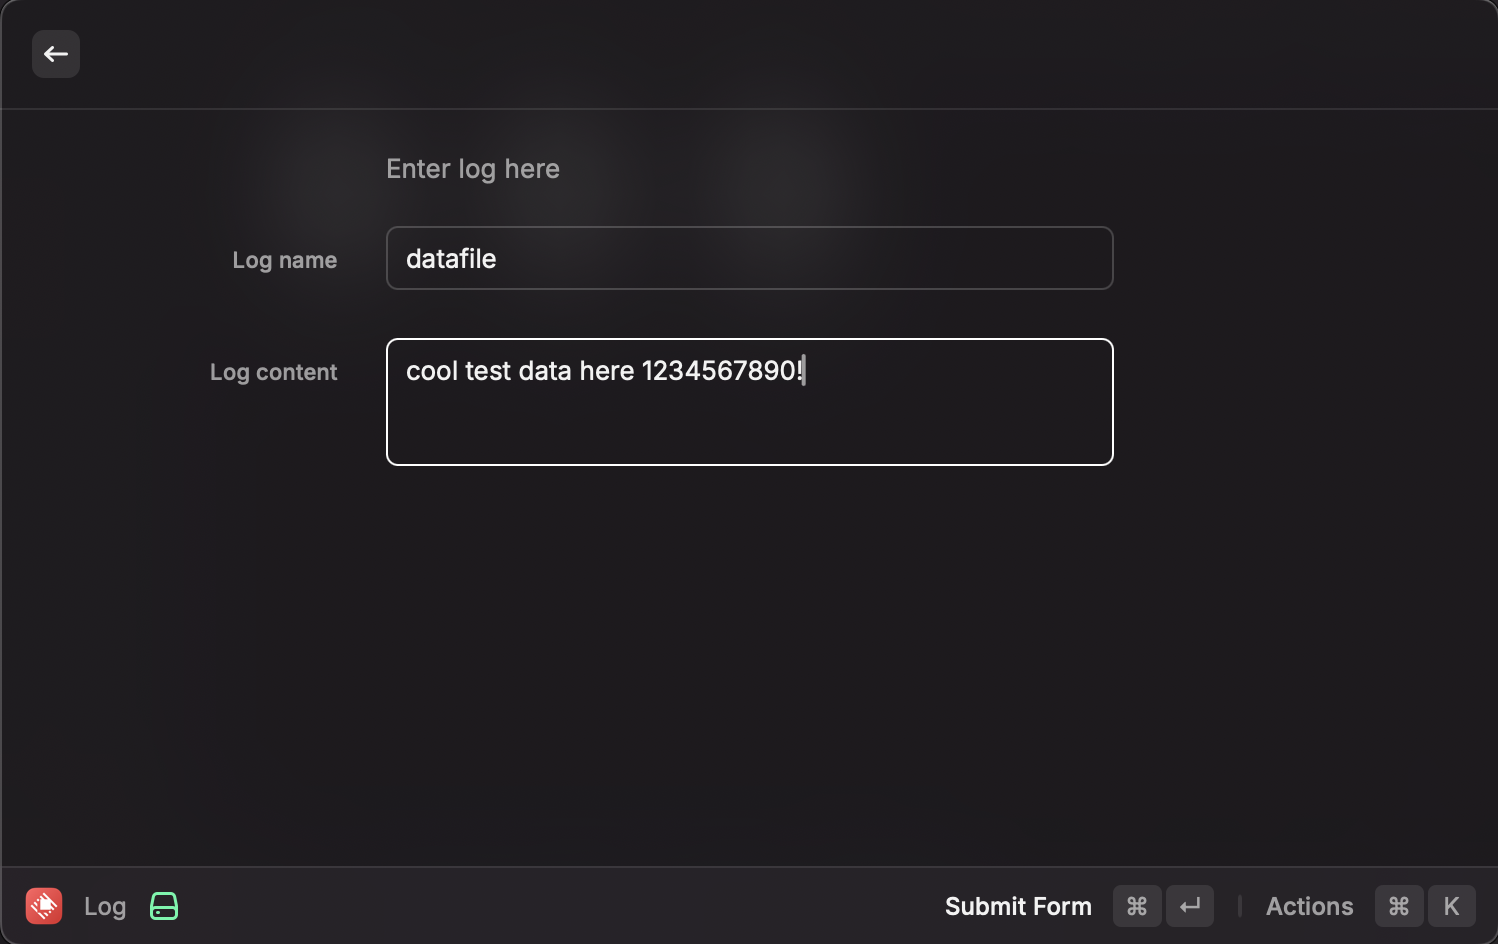 Enter log here
Log name
datafile
Log content
cool test data here 1234567890!
Log
Submit Form ⌘ ↵
Actions ⌘ K